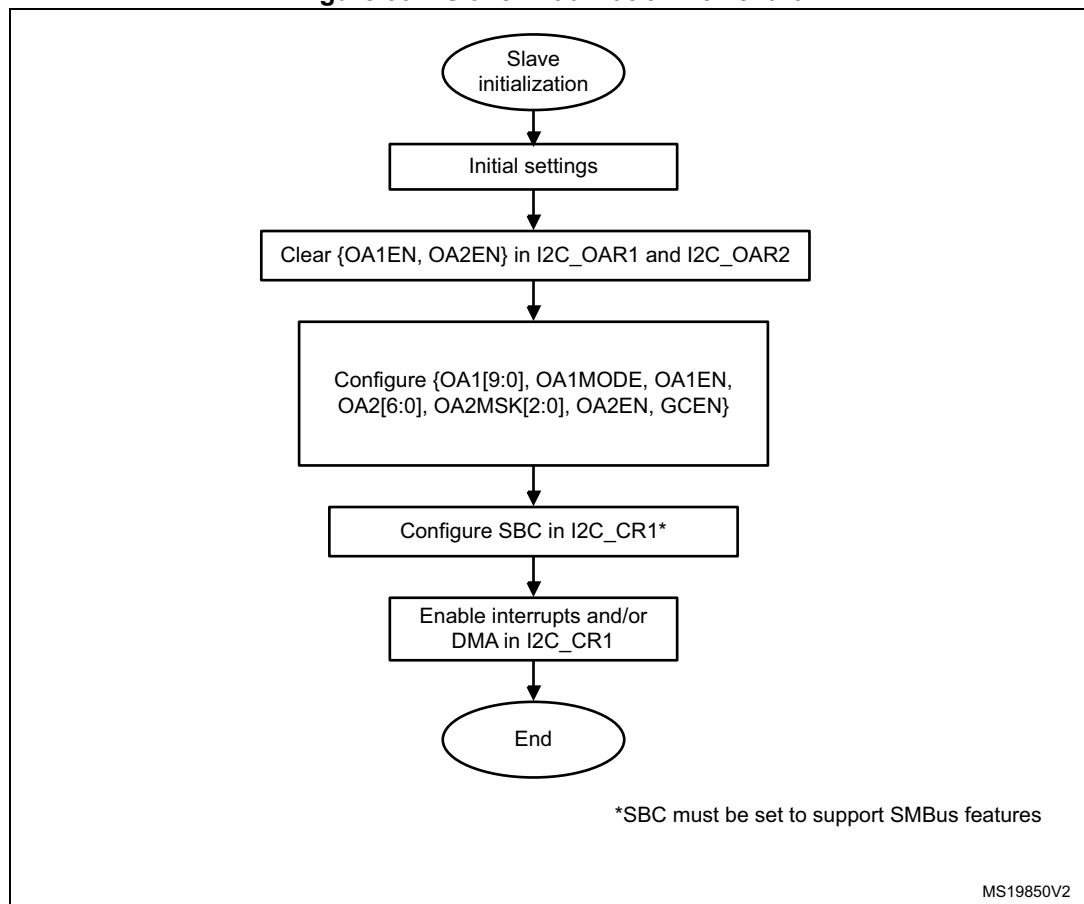 Slave
initialization
Initial settings
Clear {OA1EN, OA2EN} in I2C_OAR1 and I2C_OAR2
Configure {OA1[9:0], OA1MODE, OA1EN,
OA2[6:0], OA2MSK[2:0], OA2EN, GCEN}
Configure SBC in I2C_CR1*
Enable interrupts and/or
DMA in I2C_CR1
End
*SBC must be set to support SMBus features
MS19850V2